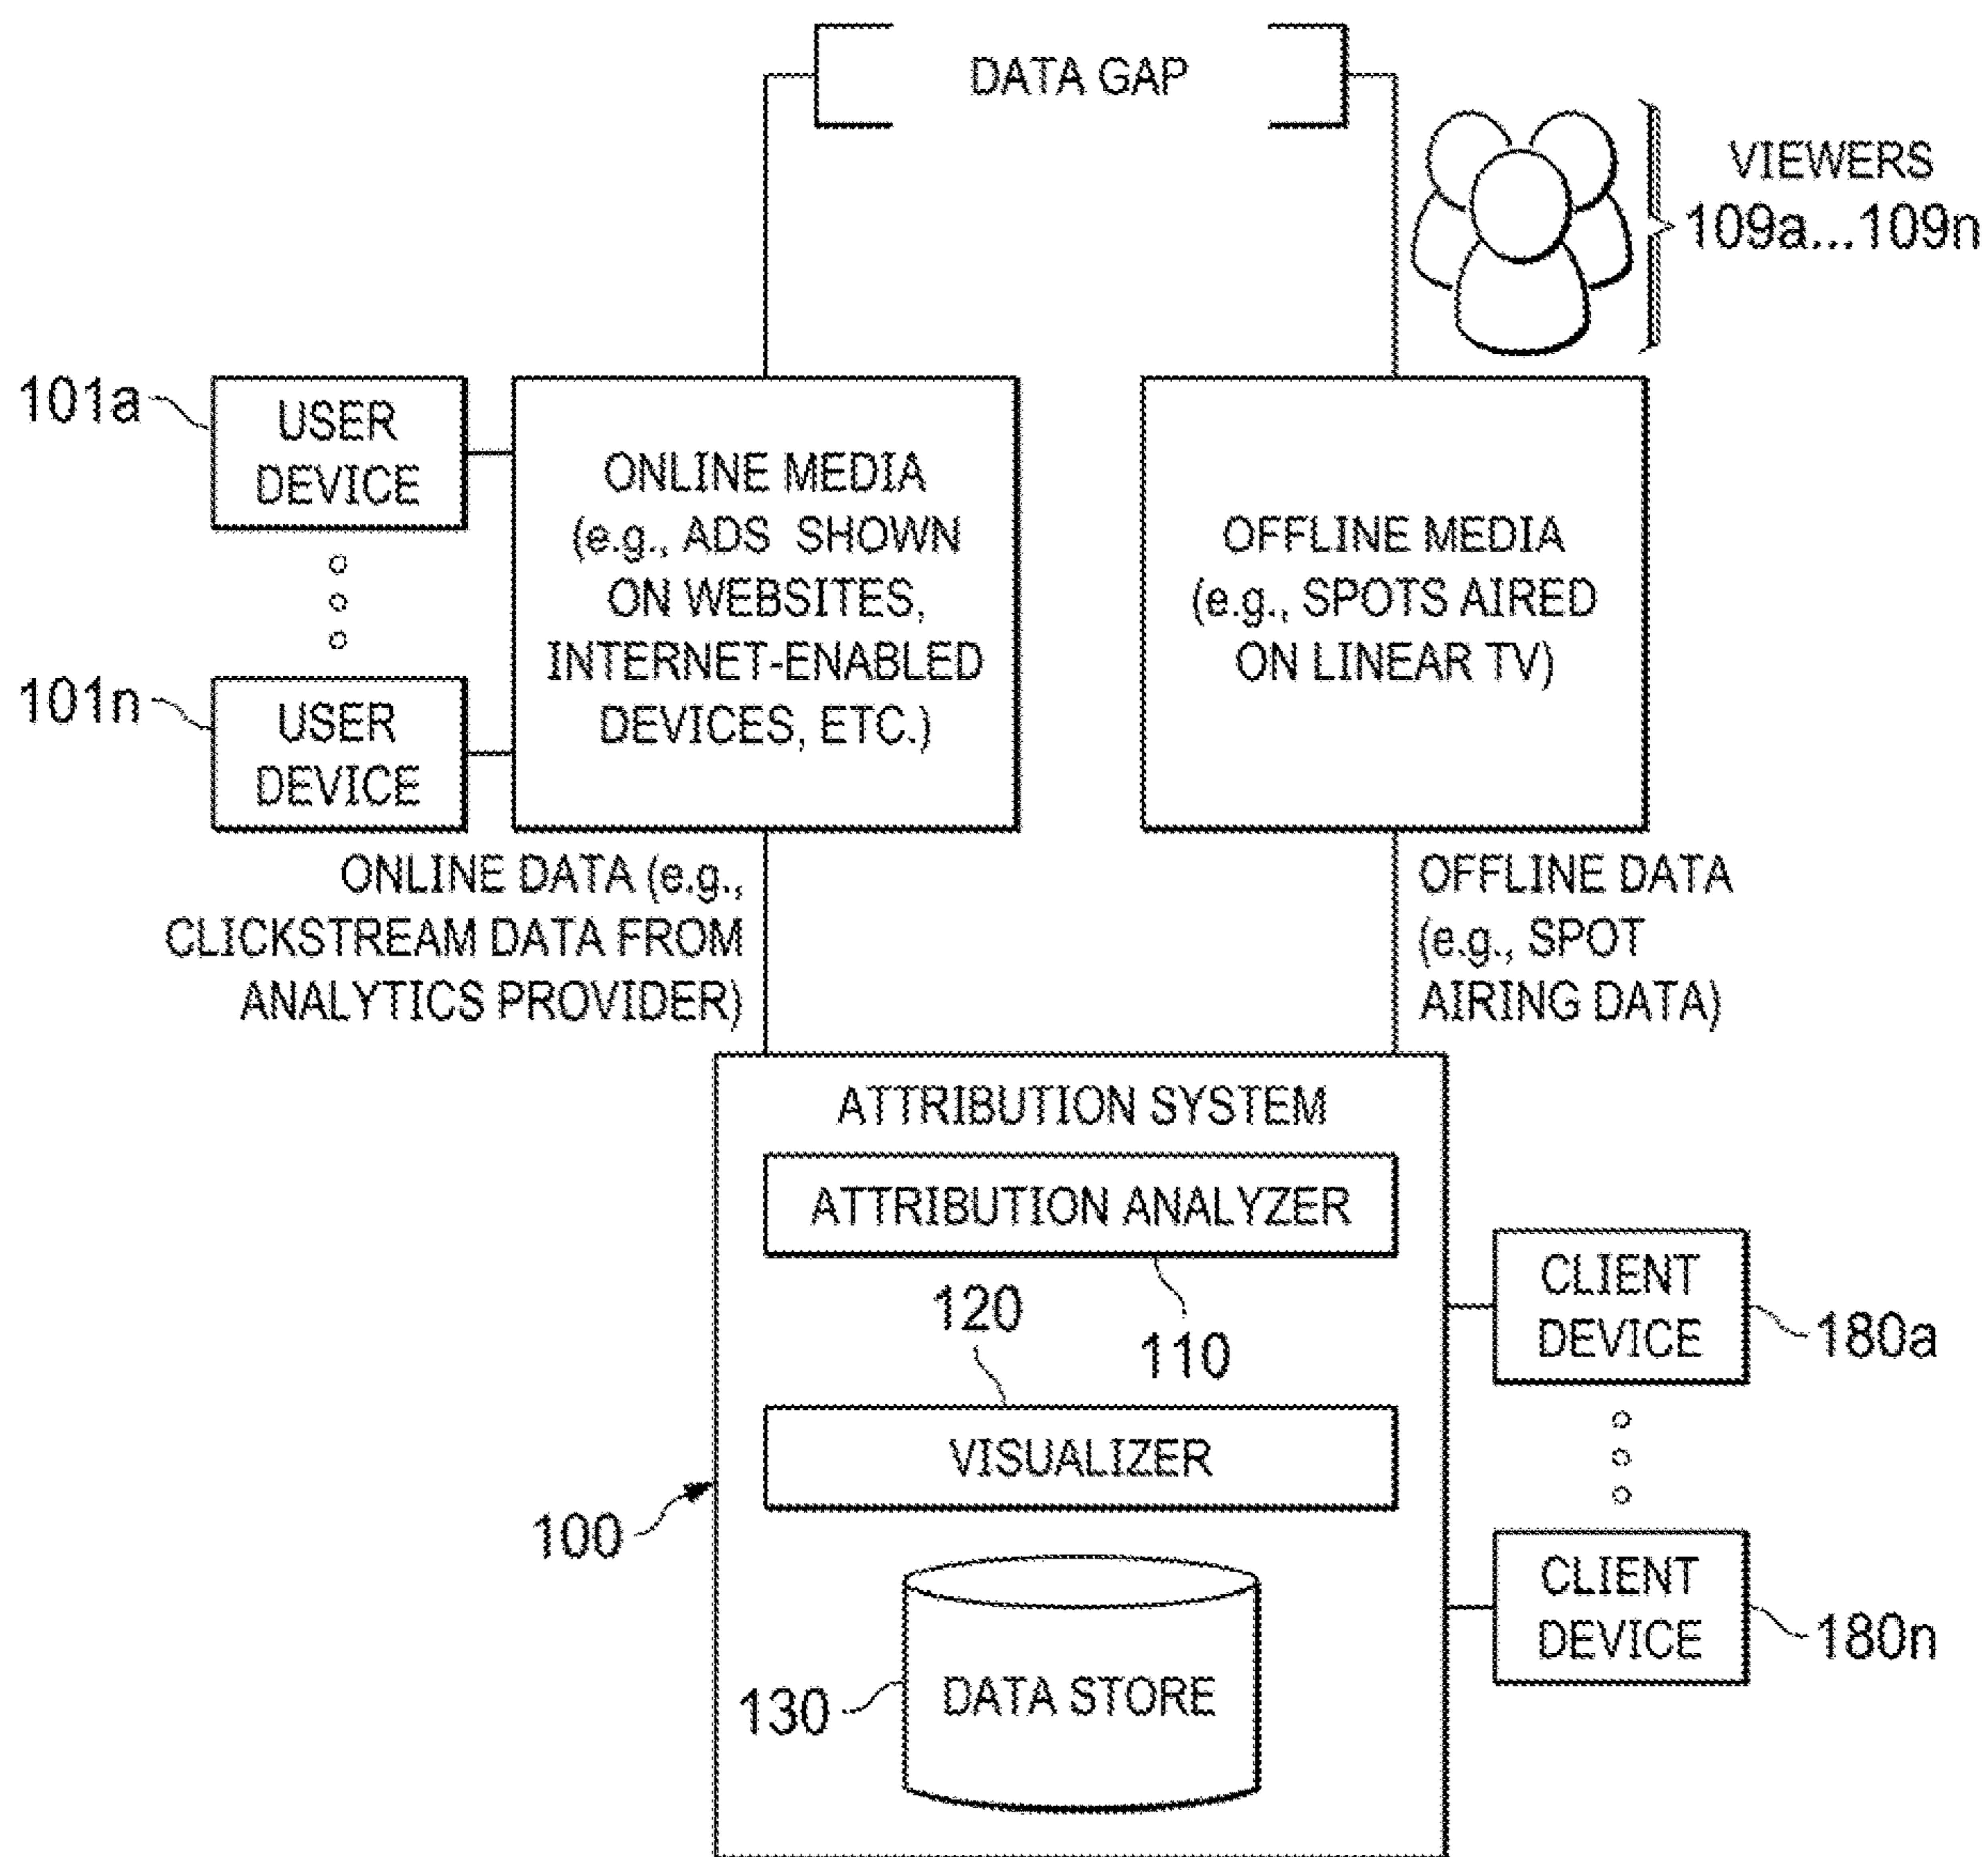 DATA GAP
VIEWERS
109a...109n
101a
USER
DEVICE
101n
USER
DEVICE
ONLINE MEDIA
(e.g., ADS SHOWN
ON WEBSITES,
INTERNET-ENABLED
DEVICES, ETC.)
OFFLINE MEDIA
(e.g., SPOTS AIRED
ON LINEAR TV)
ONLINE DATA (e.g.,
CLICKSTREAM DATA FROM
ANALYTICS PROVIDER)
OFFLINE DATA
(e.g., SPOT
AIRING DATA)
ATTRIBUTION SYSTEM
ATTRIBUTION ANALYZER
110
120
VISUALIZER
100
130
DATA STORE
CLIENT
DEVICE
180a
CLIENT
DEVICE
180n